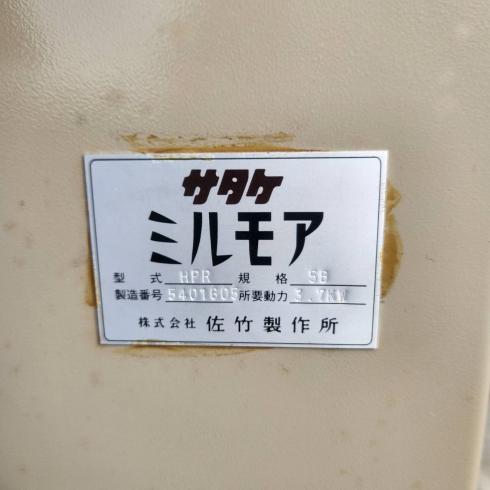 サタケ
ミルモア
型式 HPR 規格 5B
製造番号 5401605 所要動力 3.7KW
株式会社 佐竹製作所